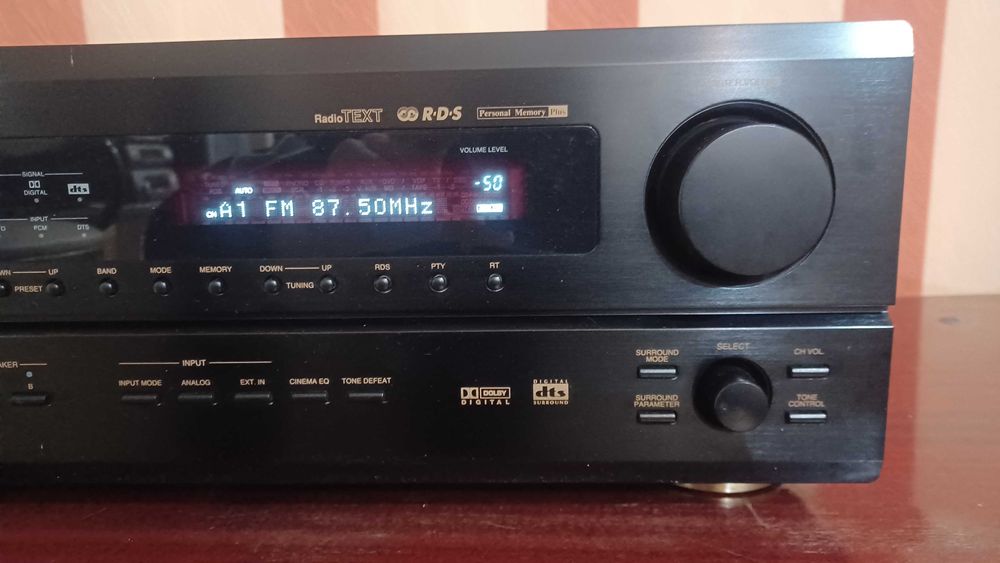 RadioTEXT R·D·S Personal Memory Plus
VOLUME LEVEL
SIGNAL
DIGITAL dts
INPUT
PCM DTS
AUTO
-50
CH A1 FM 87.50MHz
UP BAND MODE MEMORY DOWN UP RDS PTY RT
PRESET TUNING
B
INPUT
INPUT MODE ANALOG EXT. IN CINEMA EQ TONE DEFEAT
DOLBY
DIGITAL
DIGITAL
dts
SURROUND
SURROUND MODE
SELECT
CH VOL.
SURROUND PARAMETER
TONE CONTROL